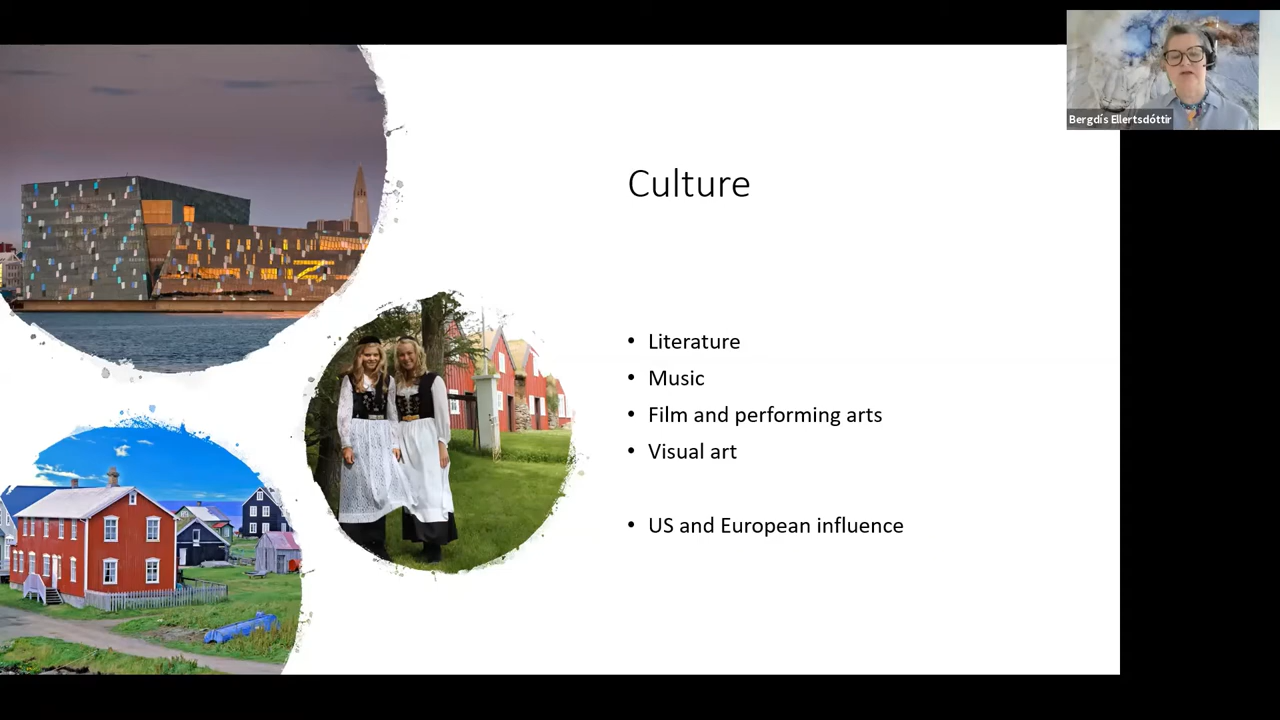 Bergdís Ellertsdóttir
Culture
• Literature
• Music
• Film and performing arts
• Visual art
• US and European influence